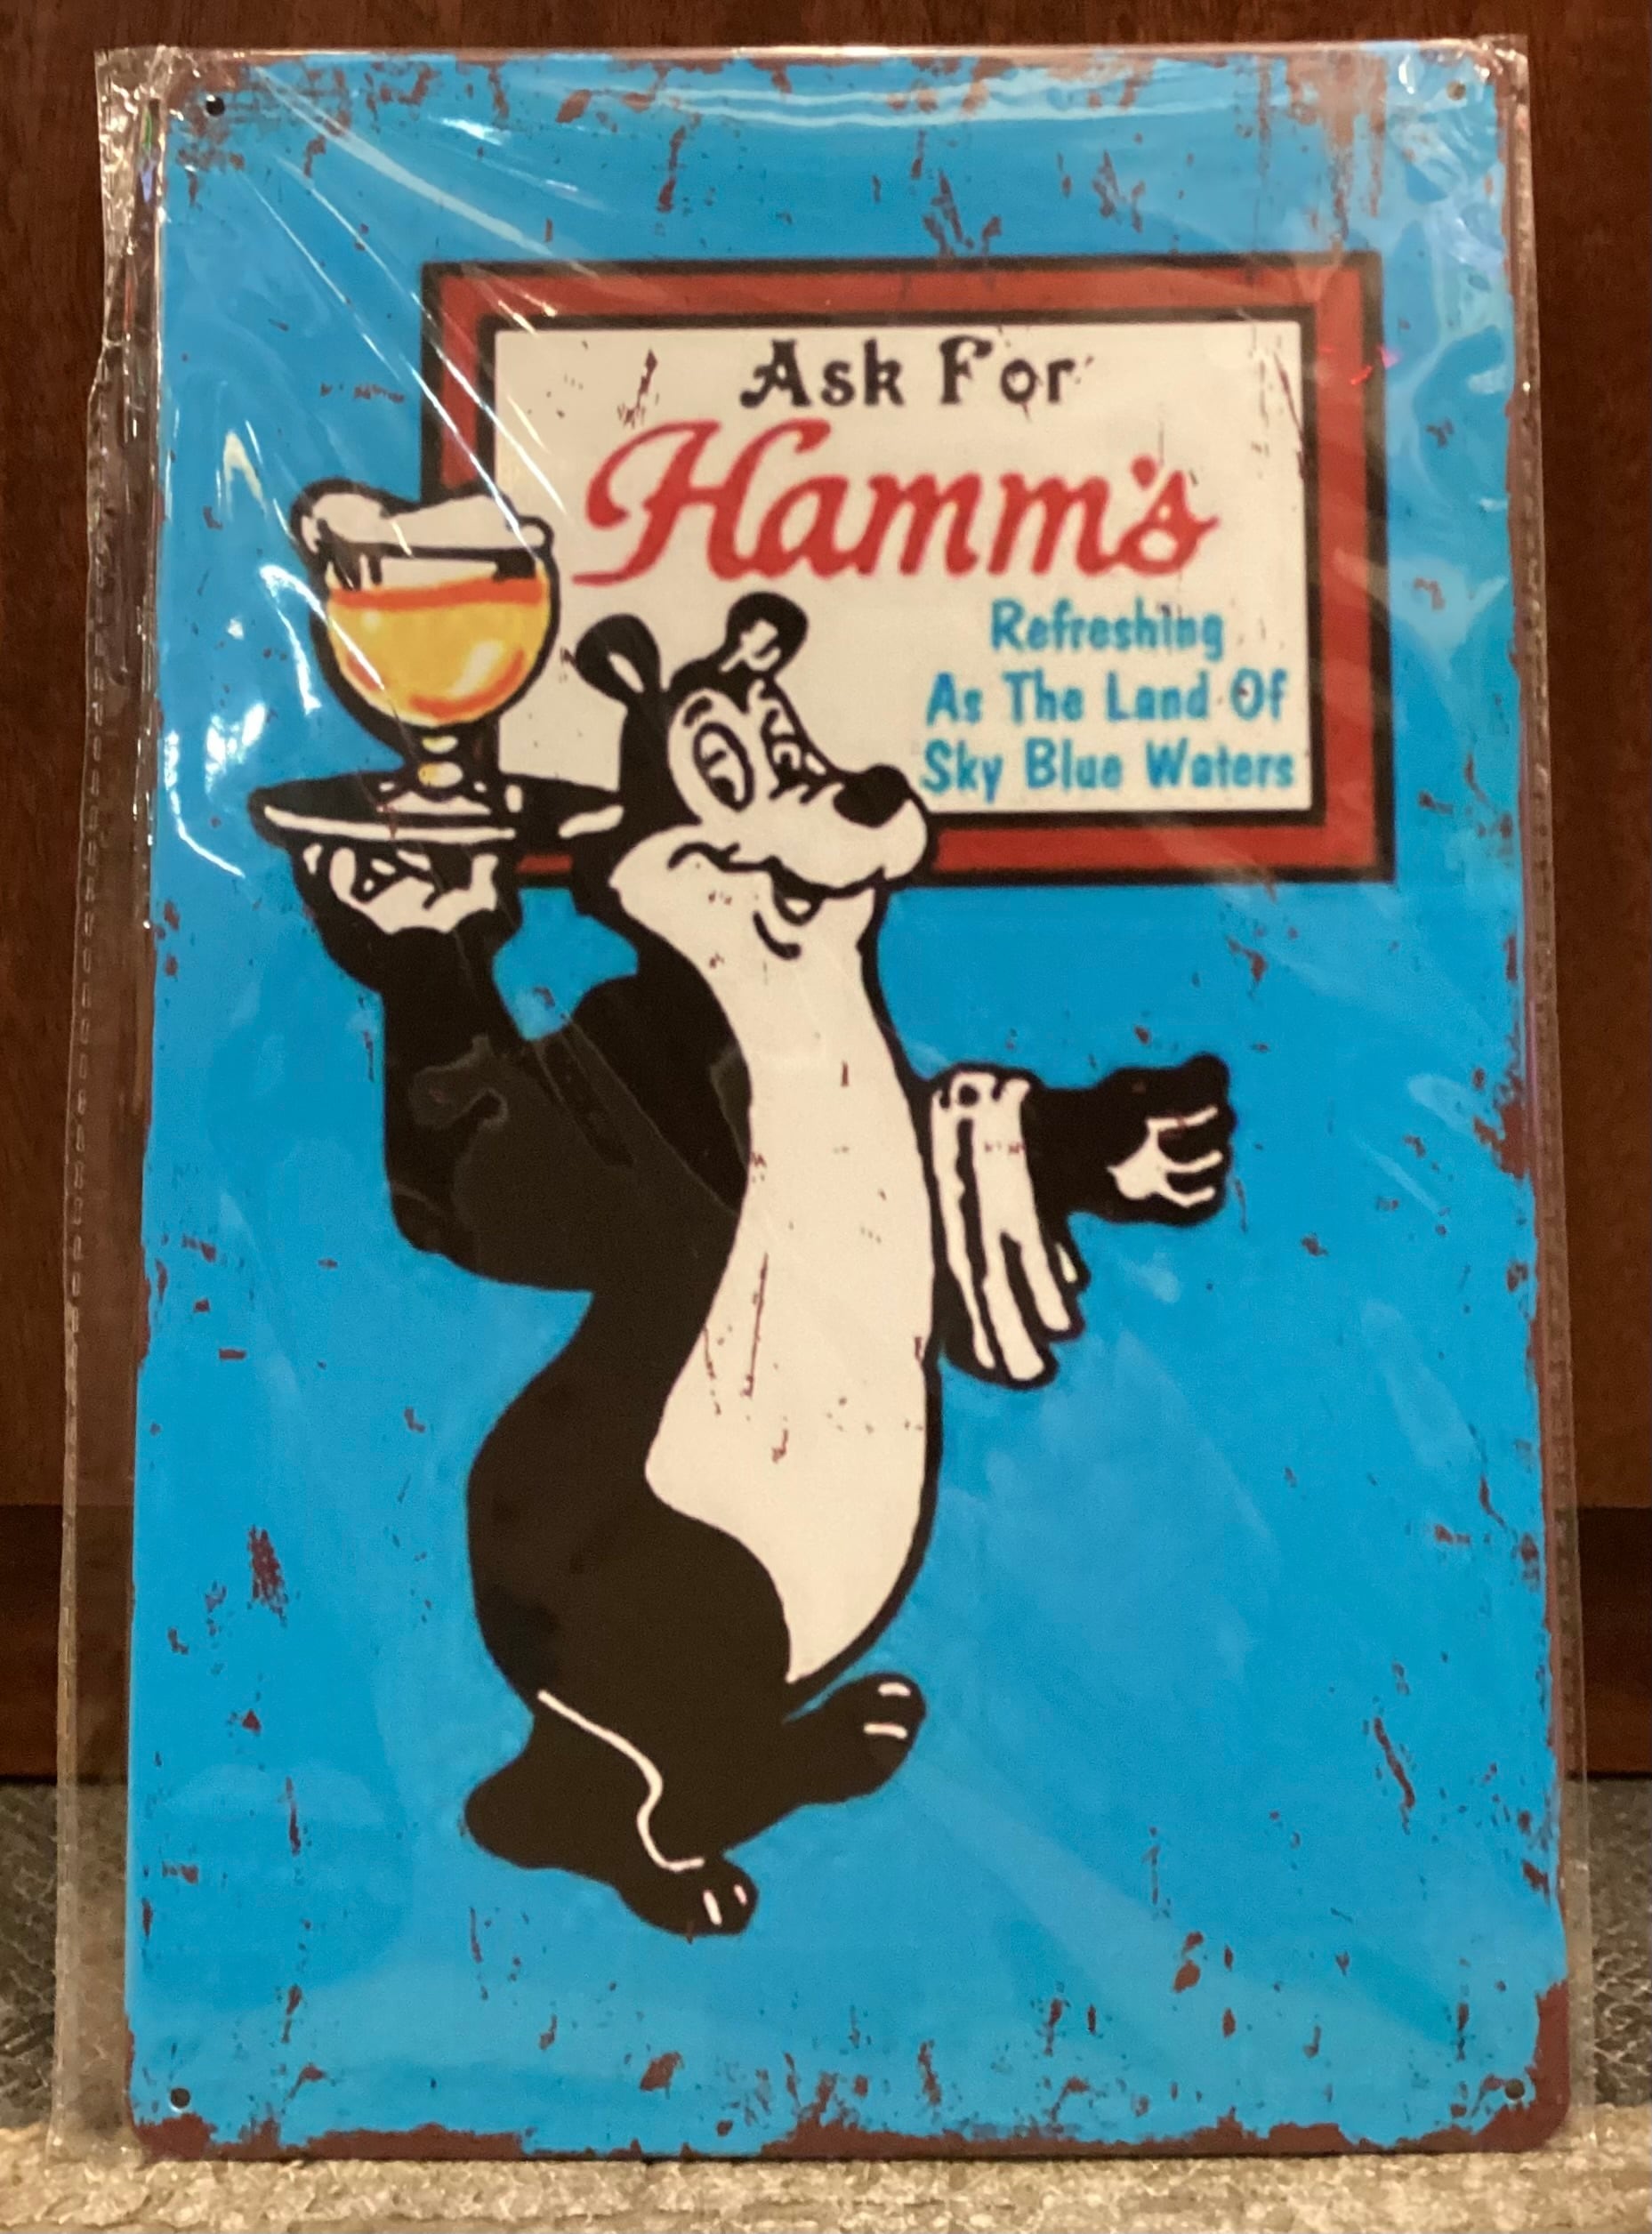 Ask For
Hamm's
Refreshing
As The Land Of
Sky Blue Waters